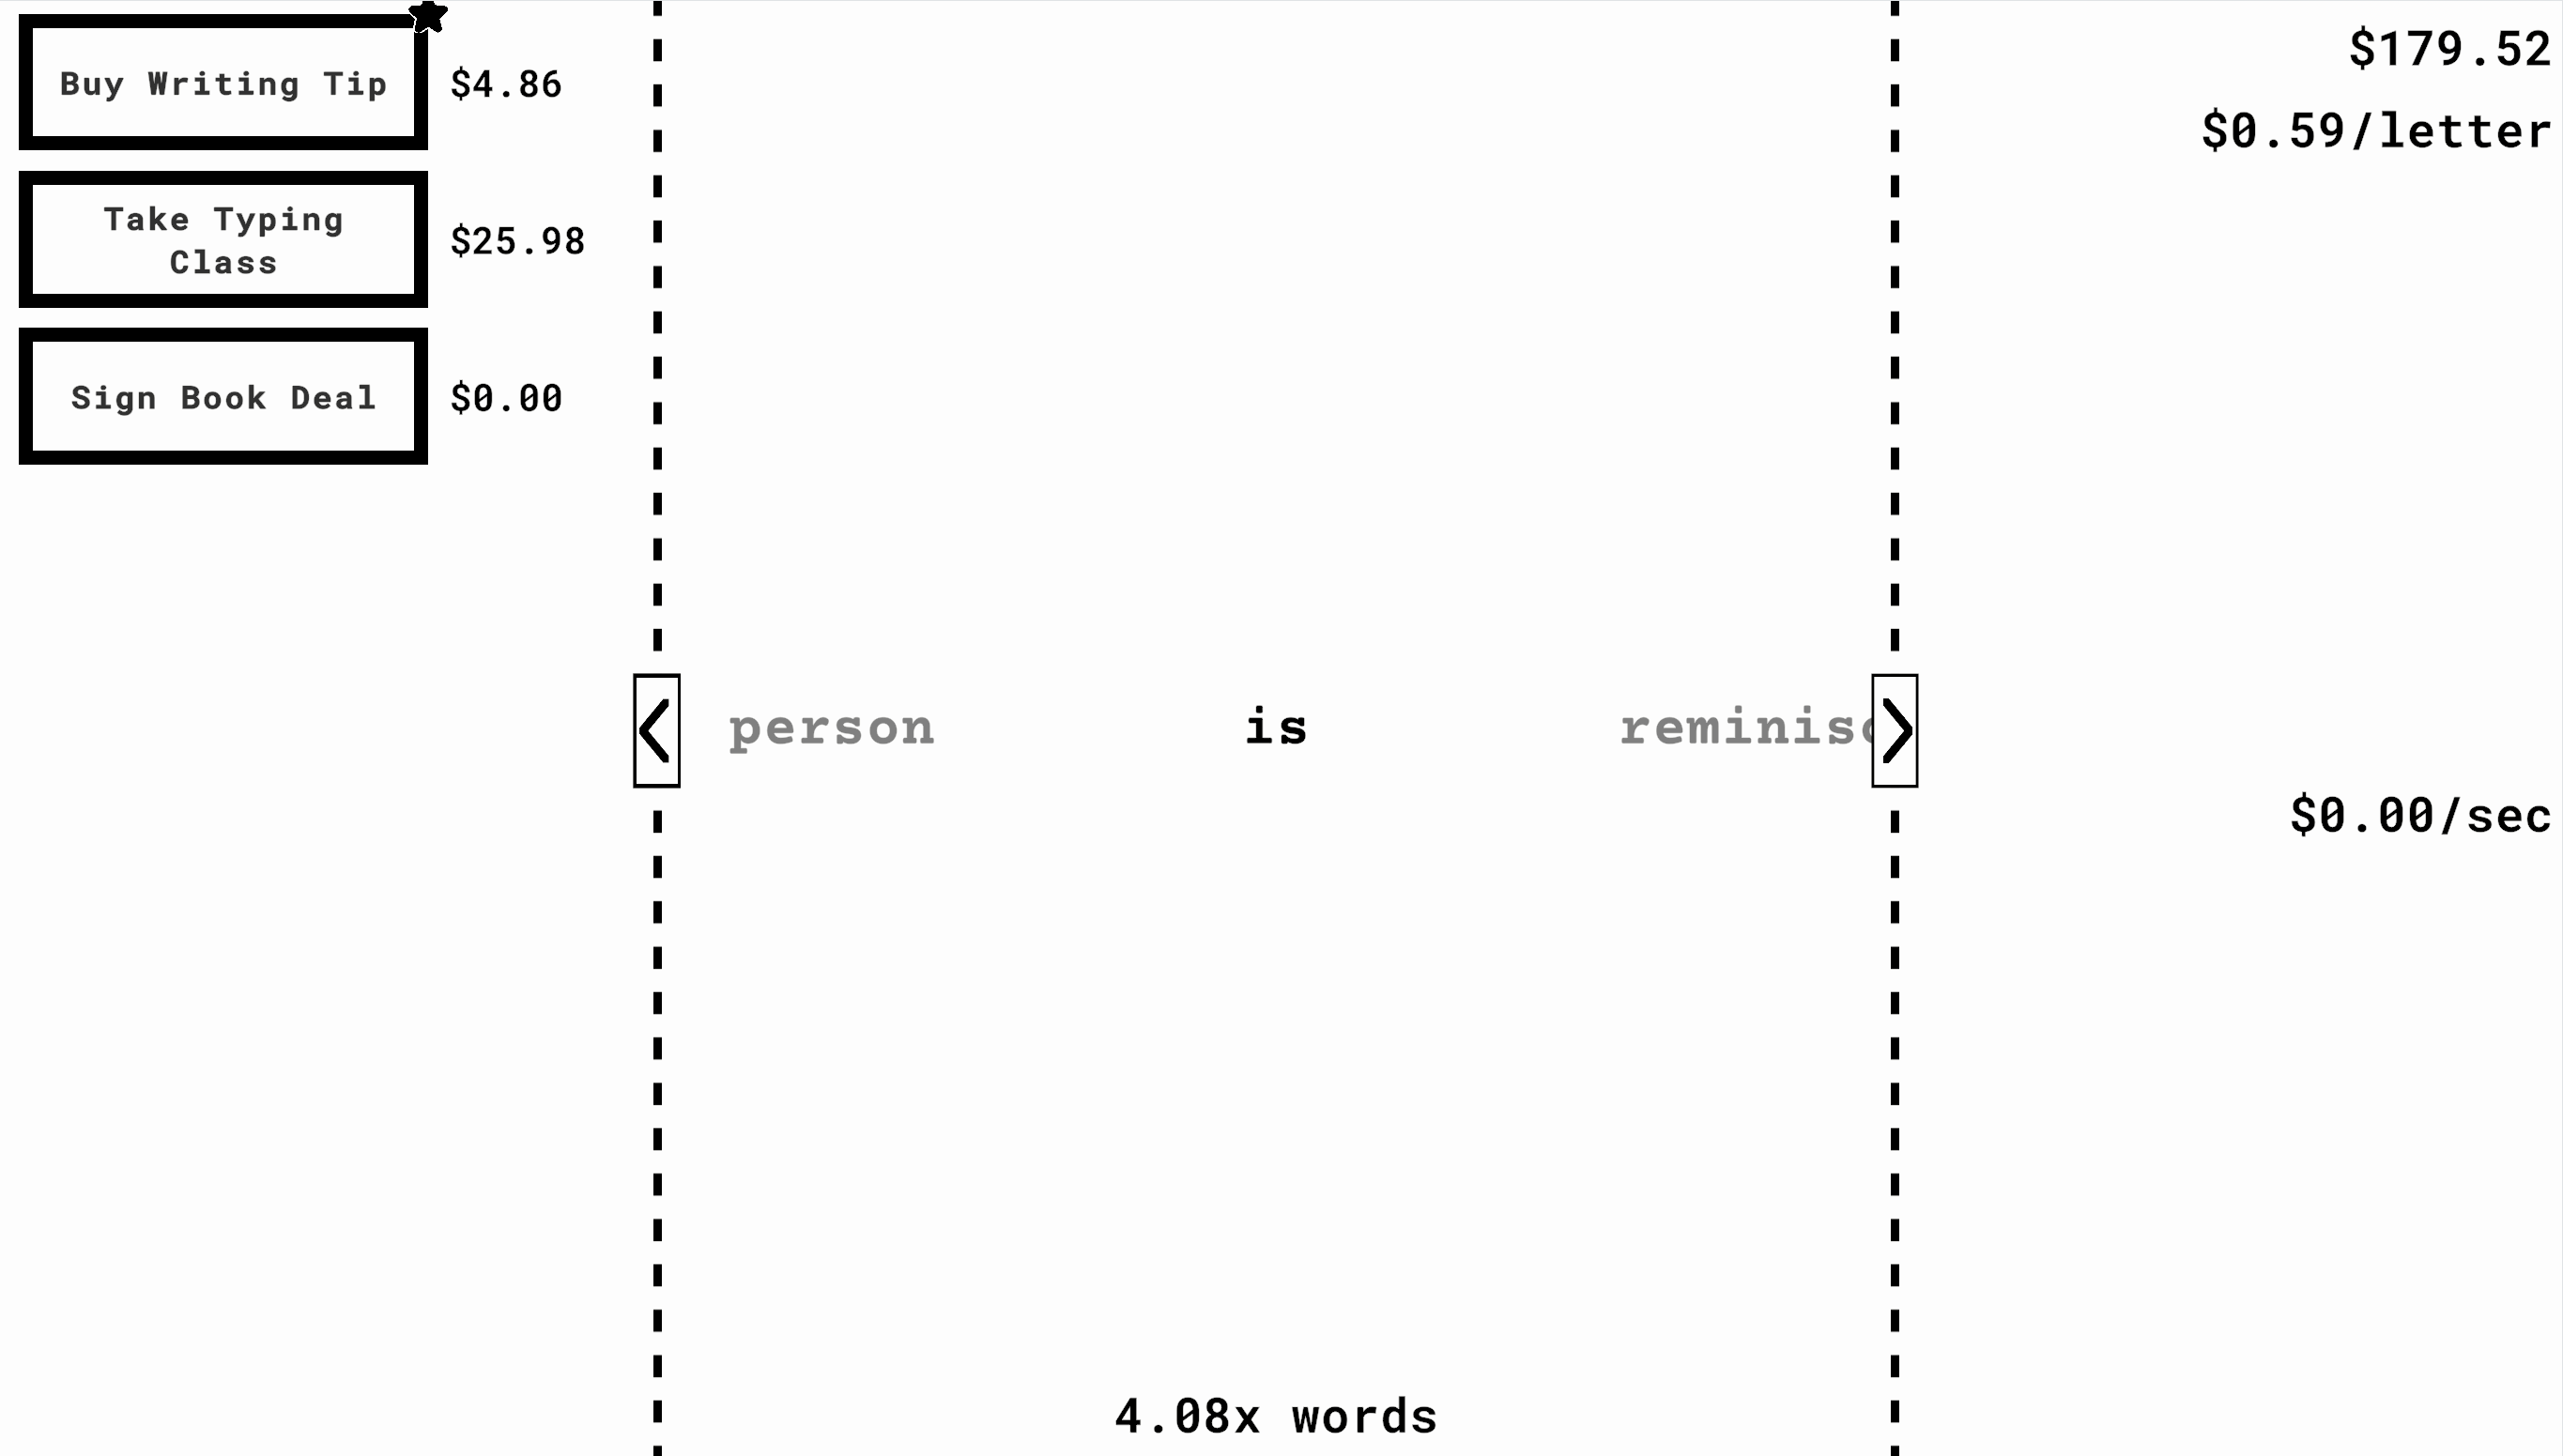 Buy Writing Tip
$4.86
Take Typing
Class
$25.98
Sign Book Deal
$0.00
$179.52
$0.59/letter
person
is
$0.00/sec
4.08x words